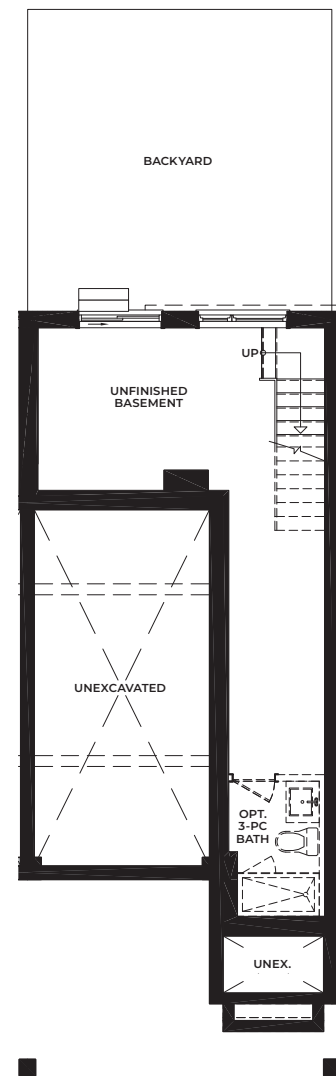 BACKYARD
UP
UNFINISHED
BASEMENT
UNEXCAVATED
OPT.
3-PC
BATH
UNEX.